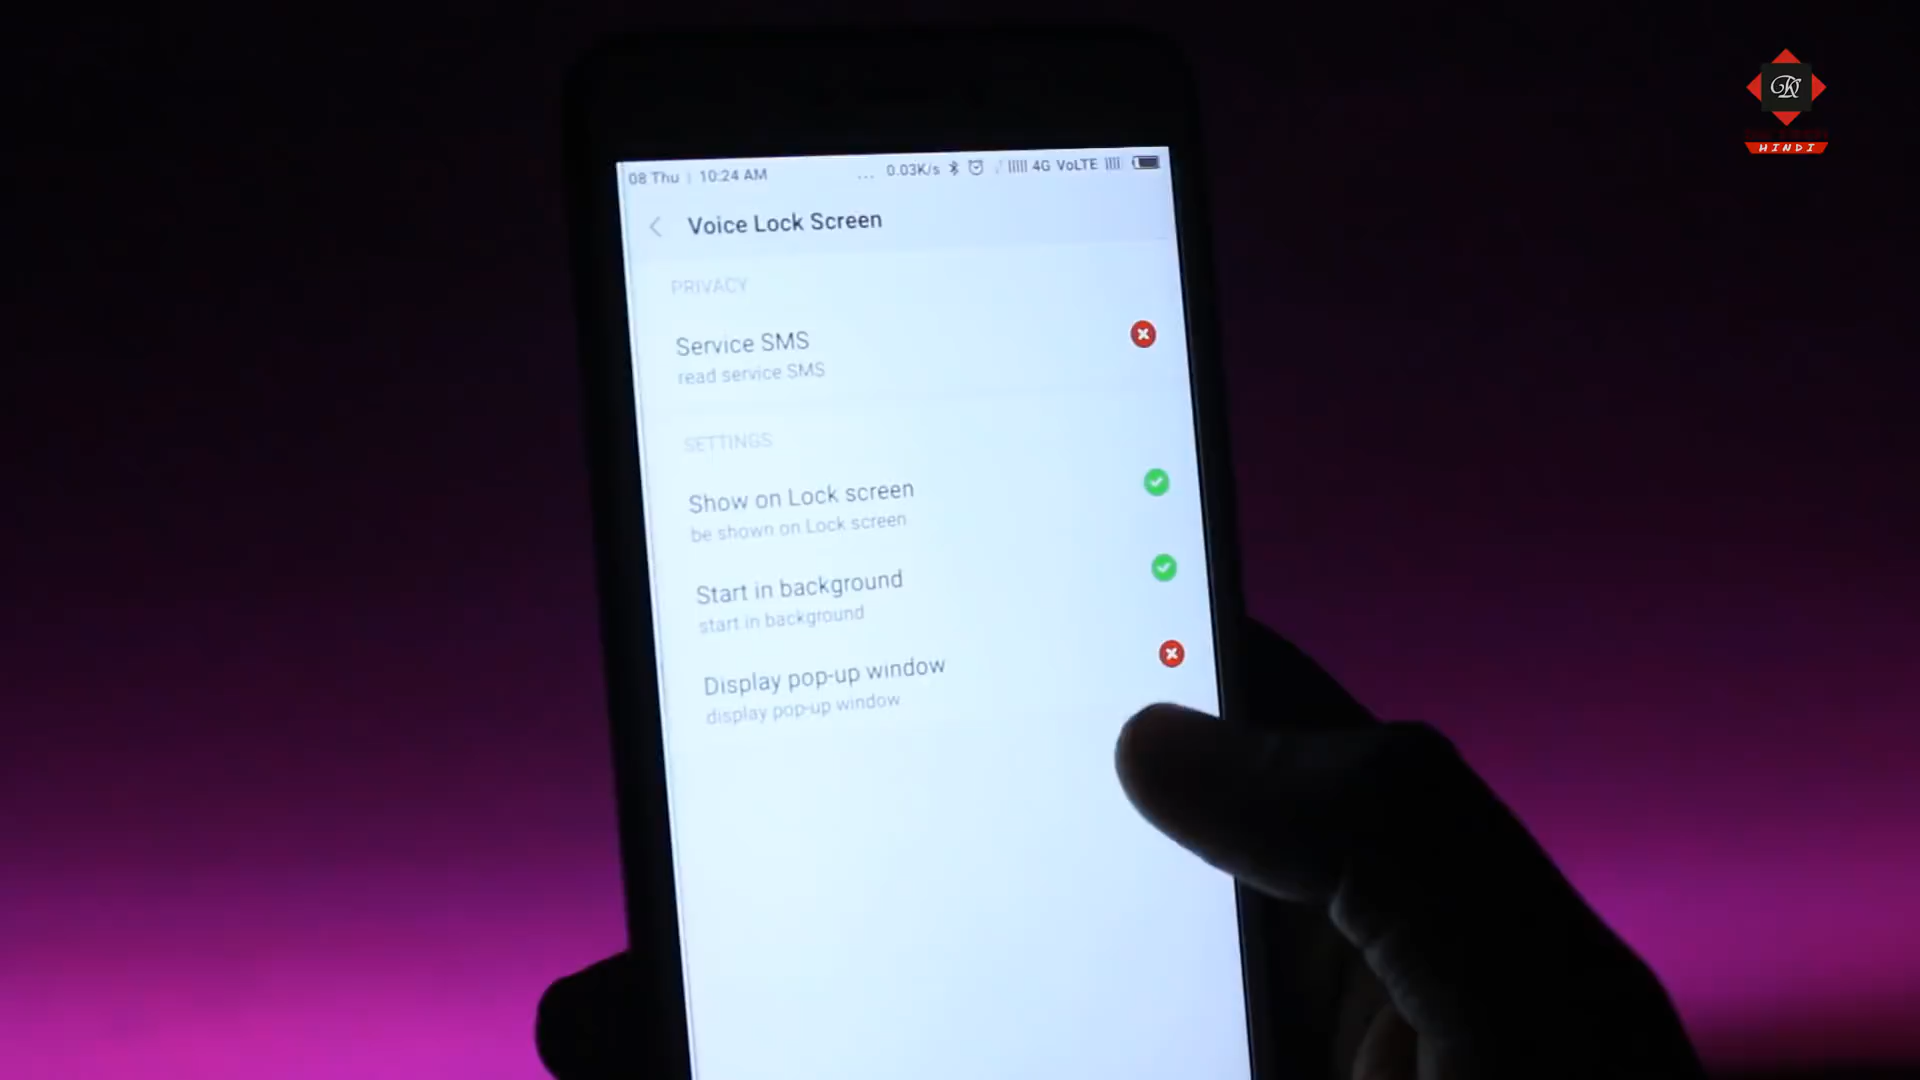 08 Thu | 10:24 AM ... 0.03K/s 4G VoLTE
Voice Lock Screen
PRIVACY
Service SMS
read service SMS
SETTINGS
Show on Lock screen
be shown on Lock screen
Start in background
start in background
Display pop-up window
display pop-up window
DK
HINDI